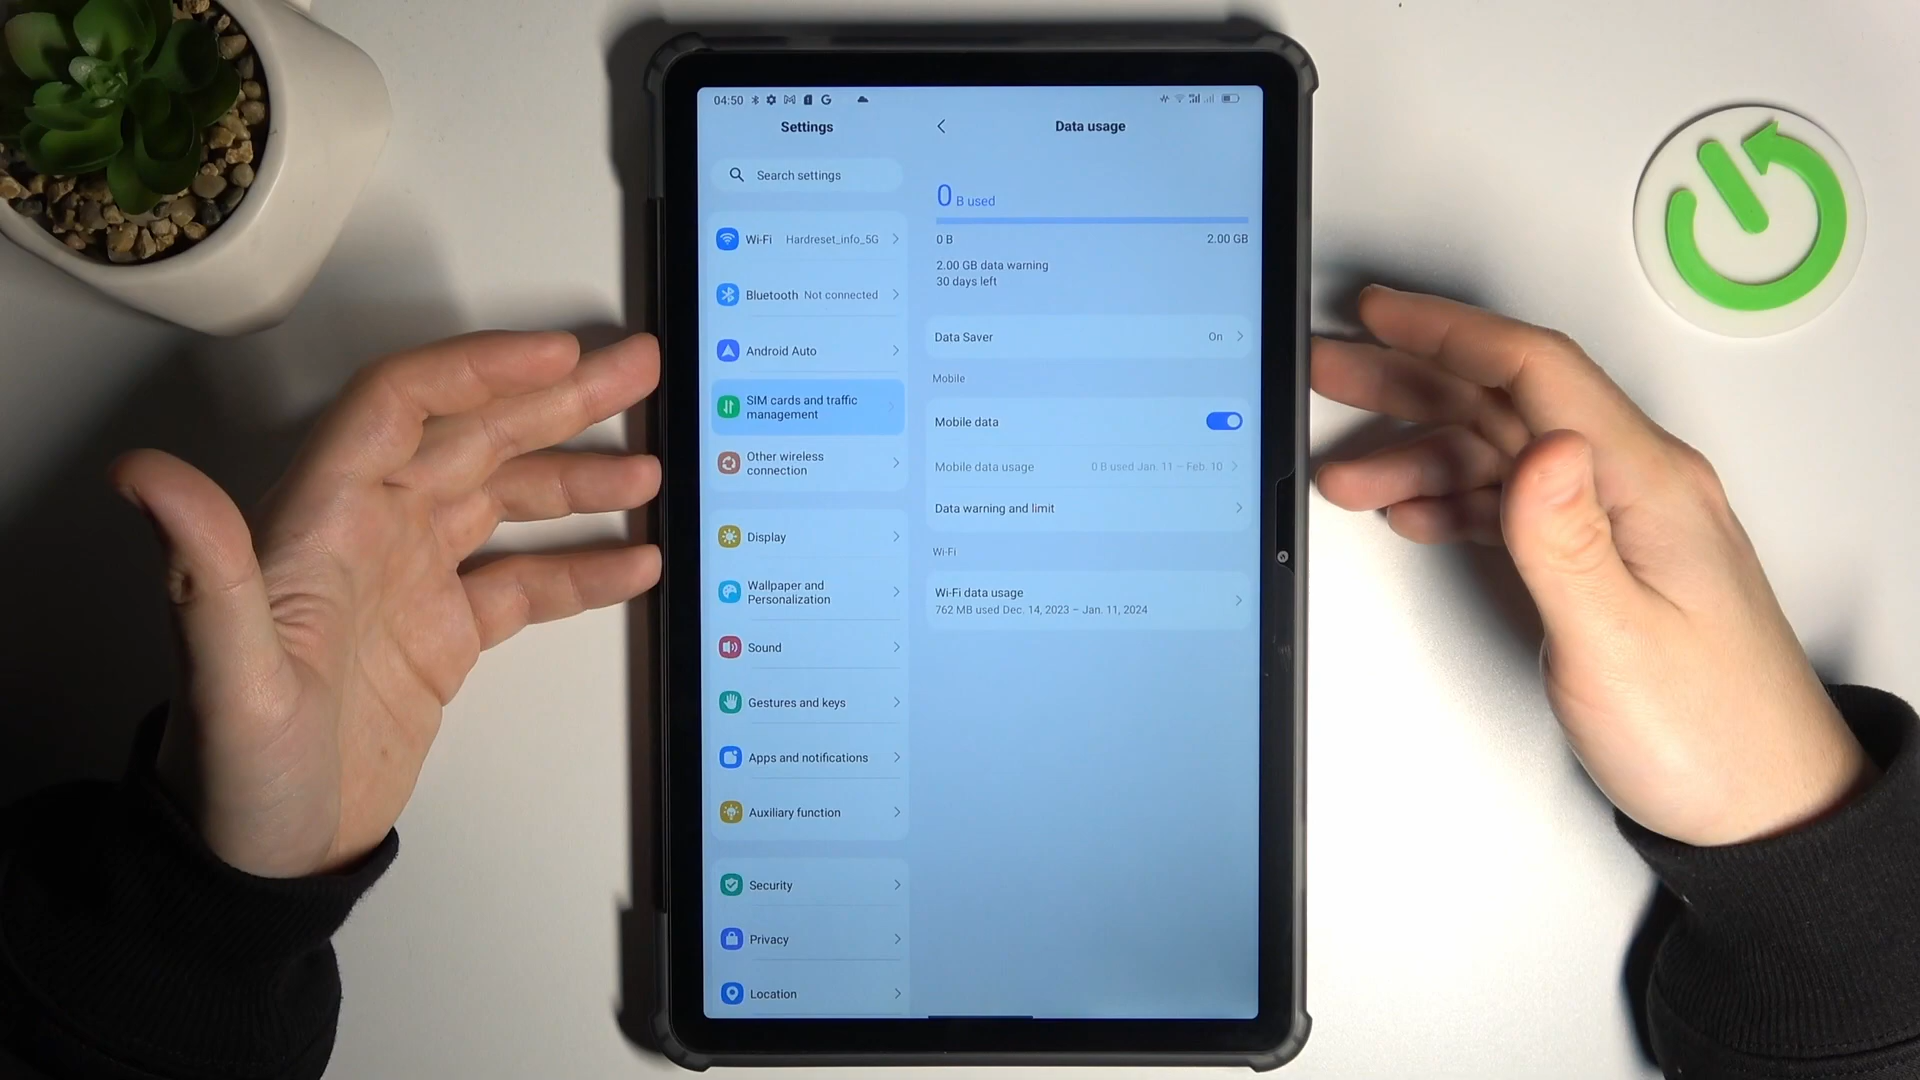 04:50
Settings
Search settings
Wi-Fi Hardreset_info_5G
Bluetooth Not connected
Android Auto
SIM cards and traffic
management
Other wireless
connection
Display
Wallpaper and
Personalization
Sound
Gestures and keys
Apps and notifications
Auxiliary function
Security
Privacy
Location
Data usage
0 B used
0 B 2.00 GB
2.00 GB data warning
30 days left
Data Saver On
Mobile
Mobile data
Mobile data usage 0 B used Jan. 11 – Feb. 10
Data warning and limit
Wi-Fi
Wi-Fi data usage
762 MB used Dec. 14, 2023 – Jan. 11, 2024